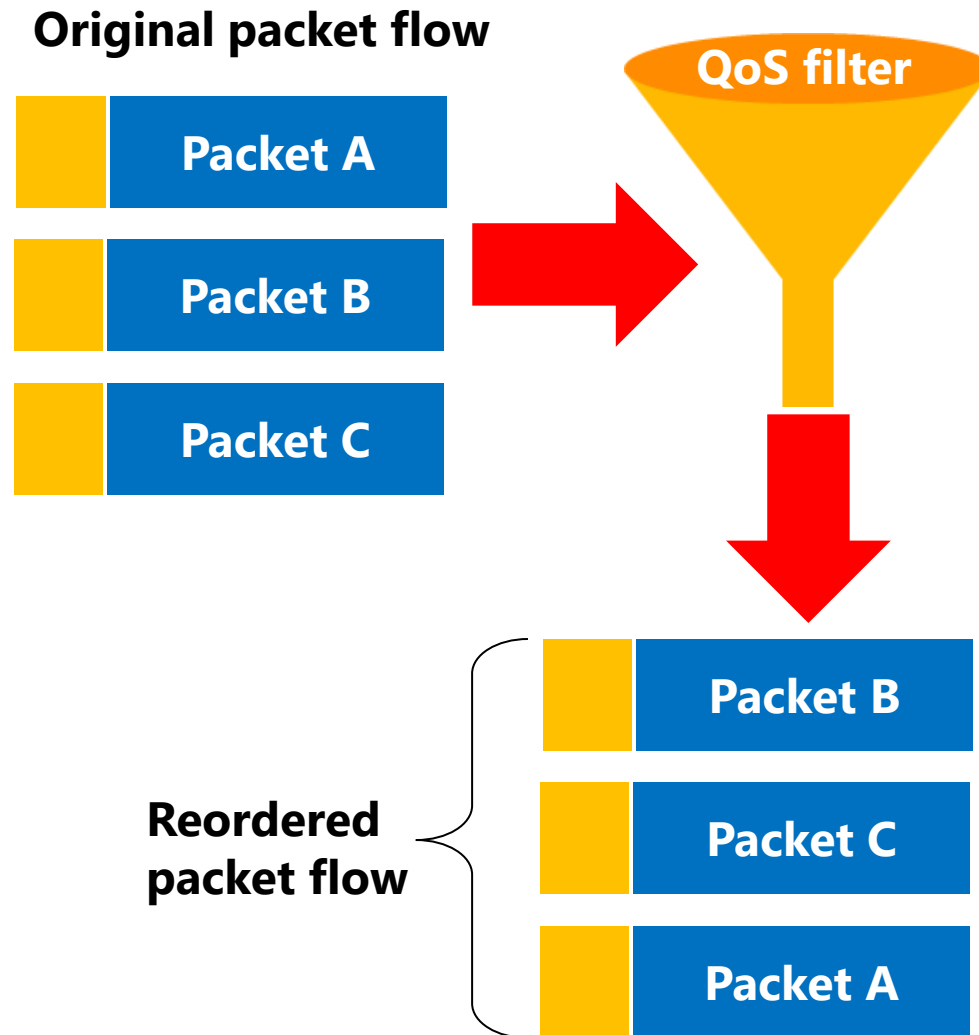 Original packet flow
QoS filter
Packet A
Packet B
Packet C
Packet B
Packet C
Packet A
Reordered
packet flow